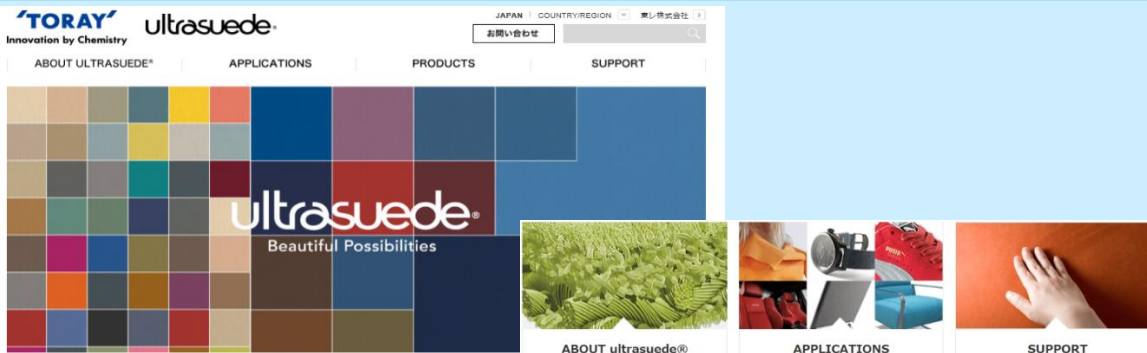 'TORAY'
Innovation by Chemistry
ultrasuede®
JAPAN COUNTRY/REGION 東レ株式会社
お問い合わせ
ABOUT ULTRASUEDE® APPLICATIONS PRODUCTS SUPPORT
ultrasuede®
Beautiful Possibilities
PUMA
ABOUT ultrasuede® APPLICATIONS SUPPORT